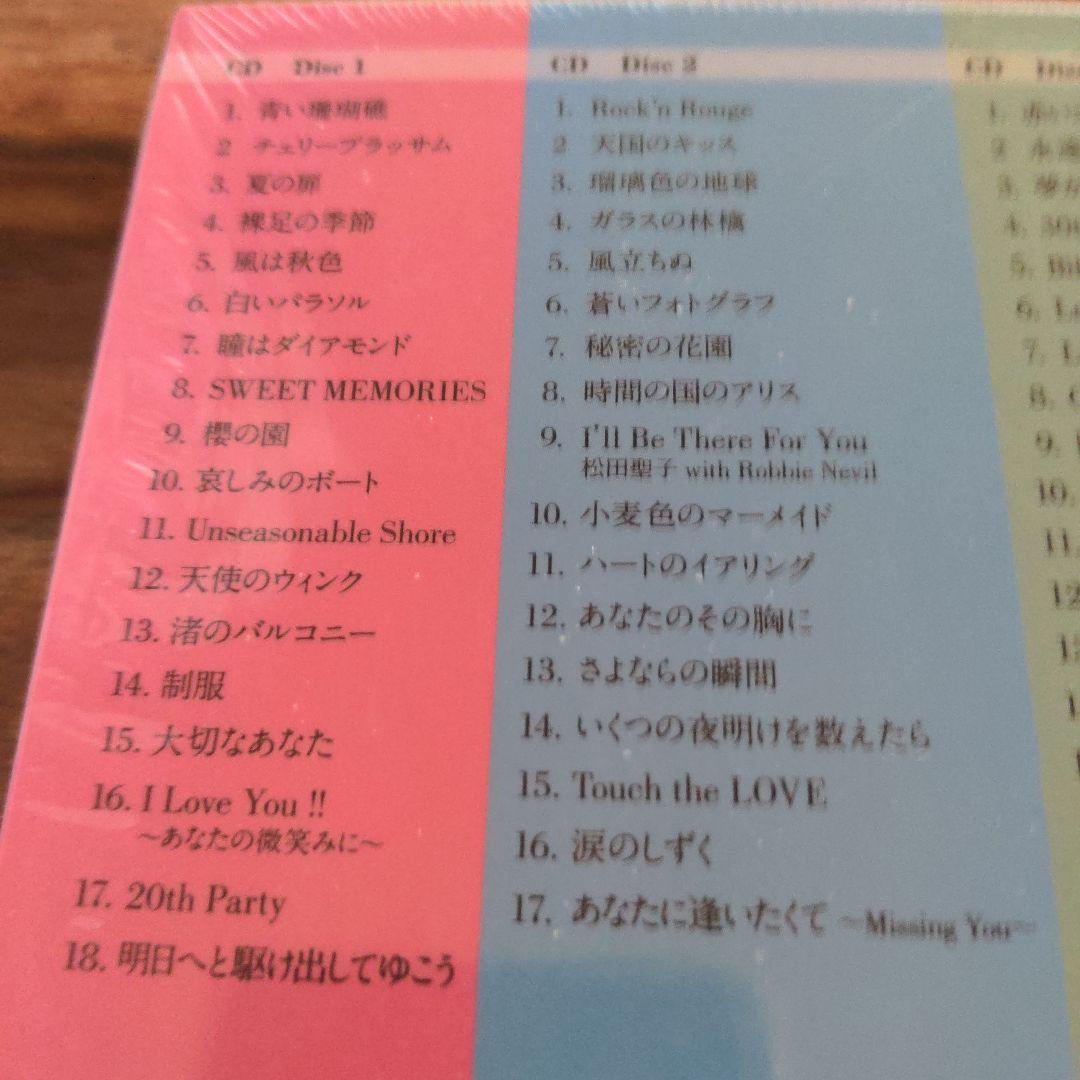 CD Disc 1
1. 青い珊瑚礁
2 チェリーブラッサム
3. 夏の扉
4. 裸足の季節
5. 風は秋色
6. 白いパラソル
7. 瞳はダイアモンド
8. SWEET MEMORIES
9. 櫻の園
10. 哀しみのボート
11. Unseasonable Shore
12. 天使のウィンク
13. 渚のバルコニー
14. 制服
15. 大切なあなた
16. I Love You !!
～あなたの微笑みに～
17. 20th Party
18. 明日へと駆け出してゆこう
CD Disc 2
1. Rock'n Rouge
2 天国のキッス
3. 瑠璃色の地球
4. ガラスの林檎
5. 風立ちぬ
6. 蒼いフォトグラフ
7. 秘密の花園
8. 時間の国のアリス
9. I'll Be There For You
松田聖子 with Robbie Nevil
10. 小麦色のマーメイド
11. ハートのイアリング
12. あなたのその胸に
13. さよならの瞬間
14. いくつの夜明けを数えたら
15. Touch the LOVE
16. 涙のしずく
17. あなたに逢いたくて ～Missing You～
CD
1.
2
3.
4.
5.
6.
7.
8.
9.
10.
11.
12